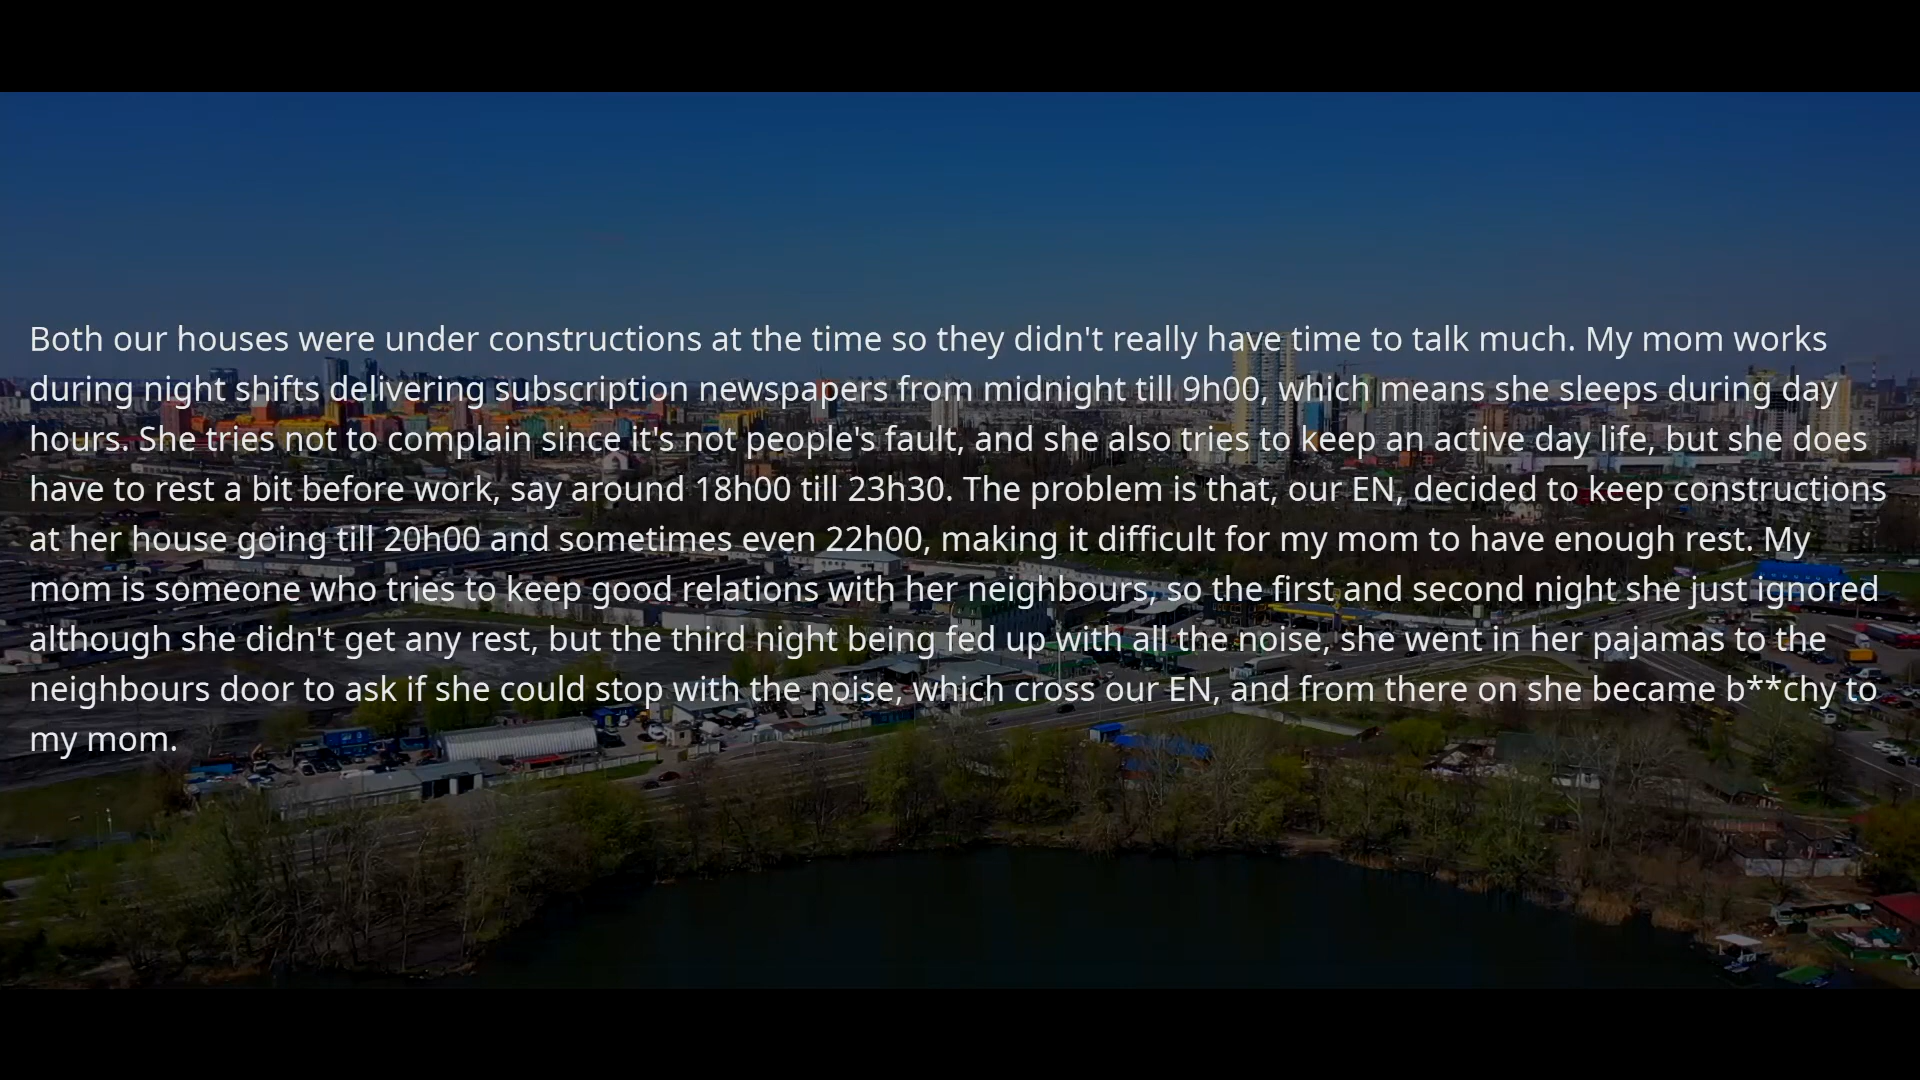 Both our houses were under constructions at the time so they didn't really have time to talk much. My mom works
during night shifts delivering subscription newspapers from midnight till 9h00, which means she sleeps during day
hours. She tries not to complain since it's not people's fault, and she also tries to keep an active day life, but she does
have to rest a bit before work, say around 18h00 till 23h30. The problem is that, our EN, decided to keep constructions
at her house going till 20h00 and sometimes even 22h00, making it difficult for my mom to have enough rest. My
mom is someone who tries to keep good relations with her neighbours, so the first and second night she just ignored
although she didn't get any rest, but the third night being fed up with all the noise, she went in her pajamas to the
neighbours door to ask if she could stop with the noise, which cross our EN, and from there on she became b**chy to
my mom.